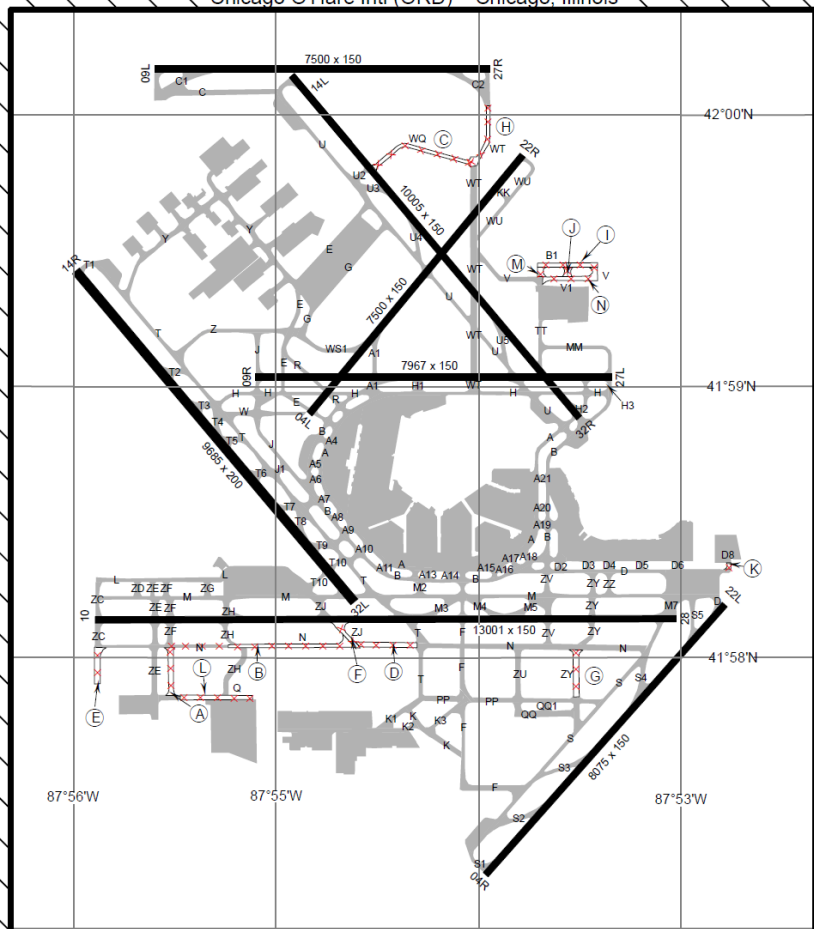 Chicago O'Hare Intl (ORD) - Chicago, Illinois
7500 x 150
09L
27R
C1
C
C2
14L
42°00'N
H
WQ
C
U
WT
22R
U2
U3
WT
KK
WU
10005 x 150
WU
Y
Y
E
U4
G
J
I
B1
14R
T1
WT
M
V
V1
V
N
7500 x 150
U
E
G
T
Z
WT
TT
WS1
J
A1
U5
U
MM
E
R
7967 x 150
T2
09R
27L
41°59'N
H
H
A1
H1
W1
H
H
H3
E
R
H
T3
W
04L
U
H2
32R
T4
T
B
A4
A
A
B
T5
J
9685 x 200
A5
J1
T6
A6
A21
A7
T7
B
A8
A20
T8
A9
A19
B
A
T9
A10
A17
A18
T10
A
A11
B
A13
A14
A15
A16
B
D2
D3
D4
D
D5
D6
D8
K
L
L
T10
T
ZV
ZY
ZZ
ZD
ZE
ZF
ZG
M2
ZC
M
M
M
D
22L
ZE
ZF
ZH
ZJ
32L
M3
M4
M5
ZY
M7
S5
10
13001 x 150
28
ZC
ZH
ZJ
F
ZV
ZY
N
N
N
N
41°58'N
B
F
D
ZE
L
ZH
T
F
ZU
ZY
G
S
S4
E
A
Q
PP
PP
QQ1
QQ
K1
K
K2
K3
F
K
S
8075 x 150
S3
87°56'W
87°55'W
87°53'W
F
S2
S1
04R